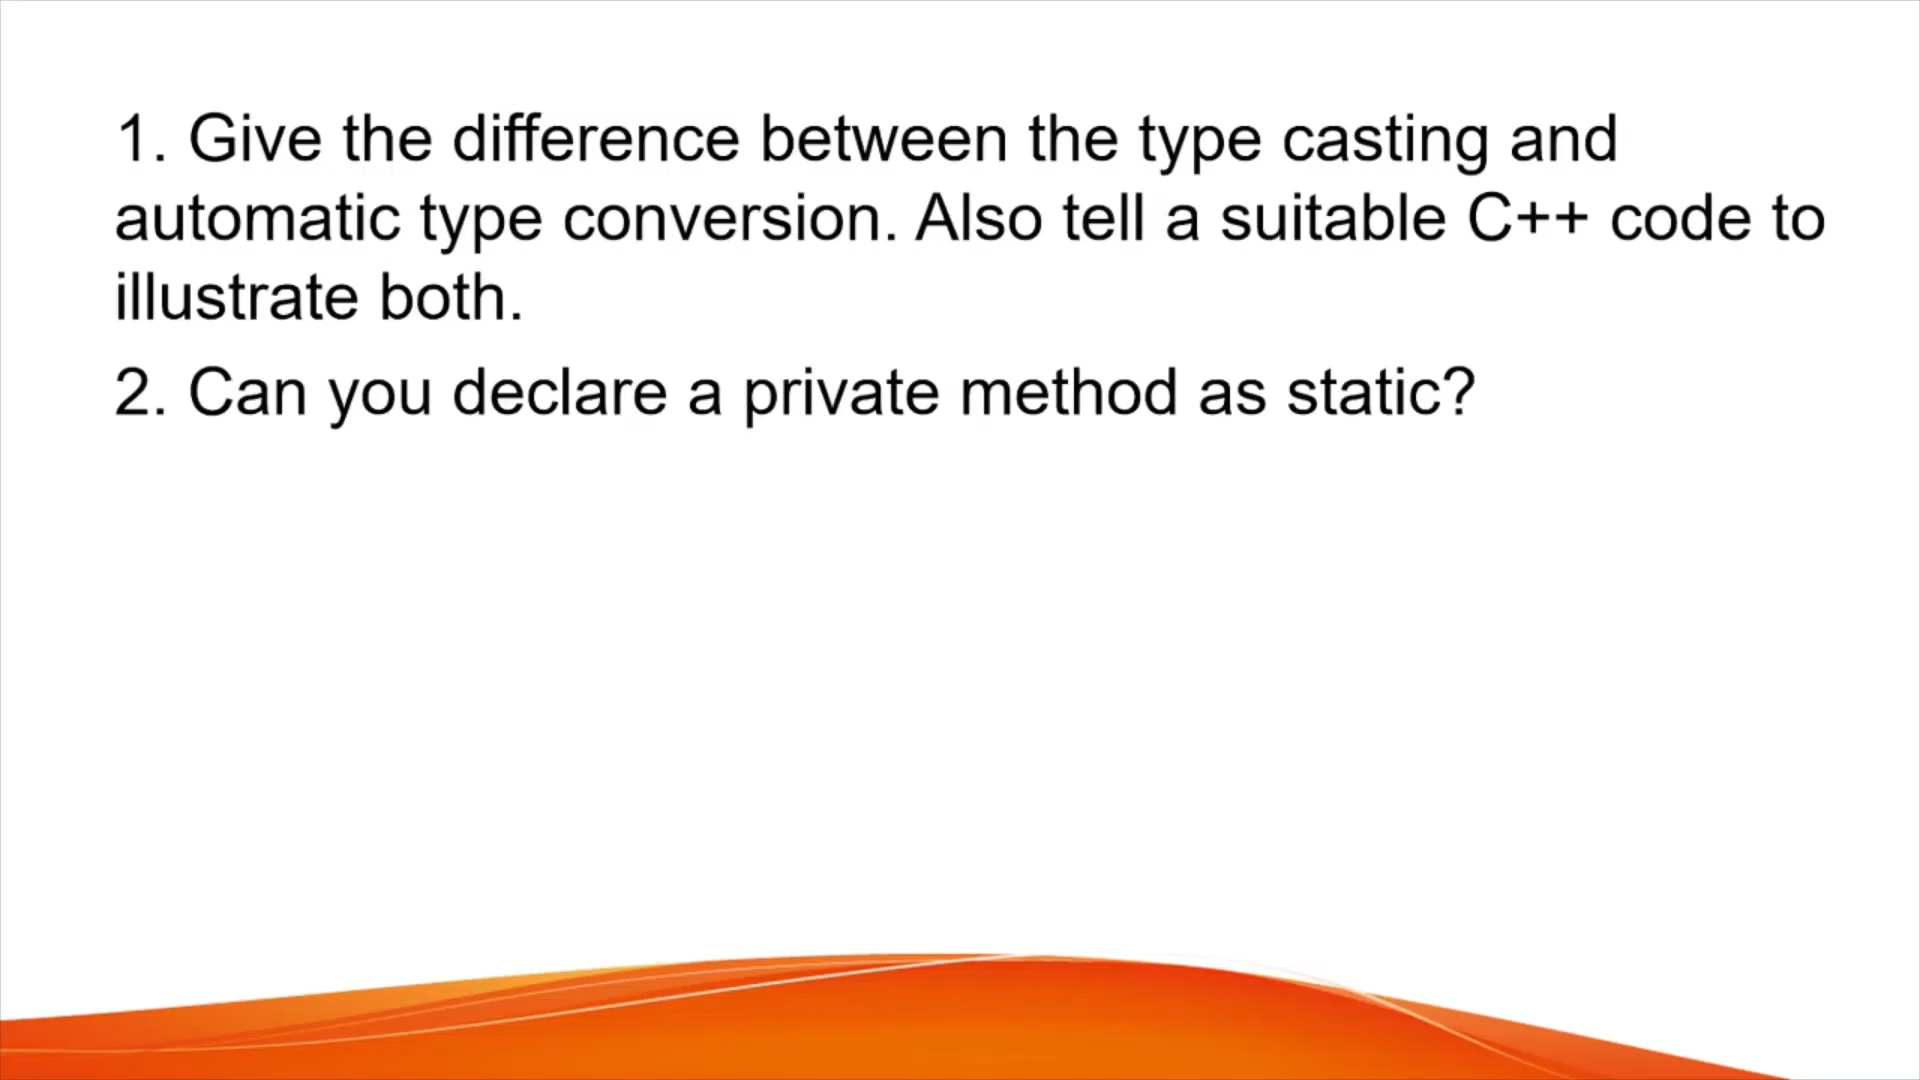 1. Give the difference between the type casting and
automatic type conversion. Also tell a suitable C++ code to
illustrate both.
2. Can you declare a private method as static?